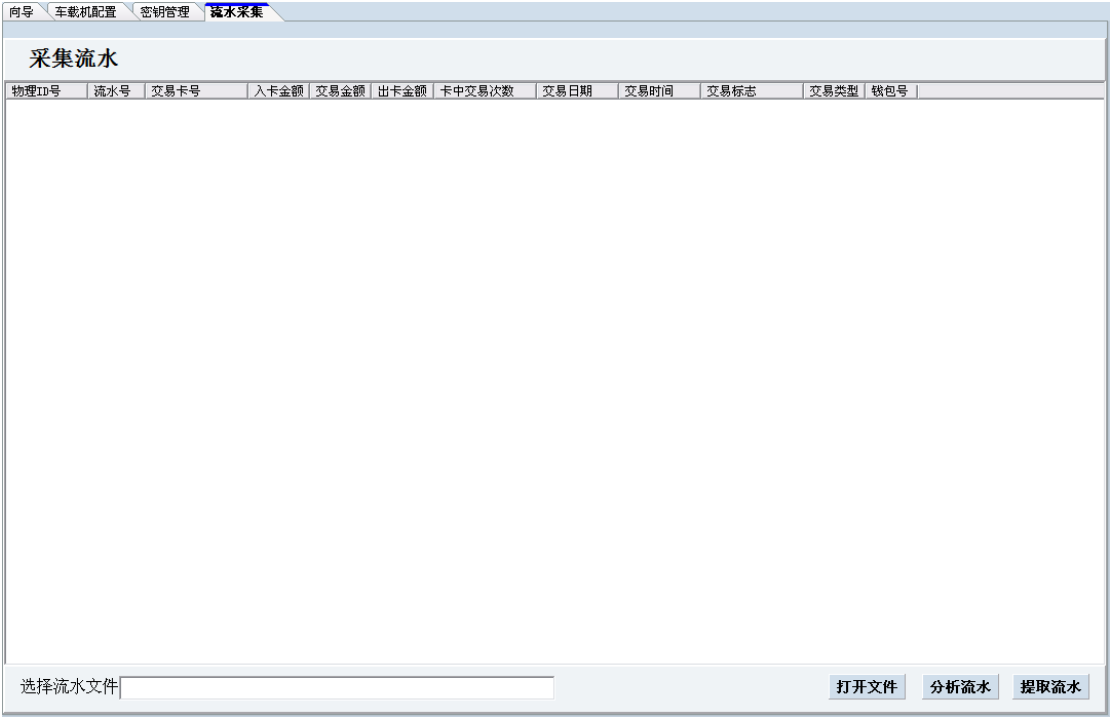 向导 车载机配置 密钥管理 流水采集
采集流水
物理ID号 流水号 交易卡号 入卡金额 交易金额 出卡金额 卡中交易次数 交易日期 交易时间 交易标志 交易类型 钱包号
选择流水文件 打开文件 分析流水 提取流水